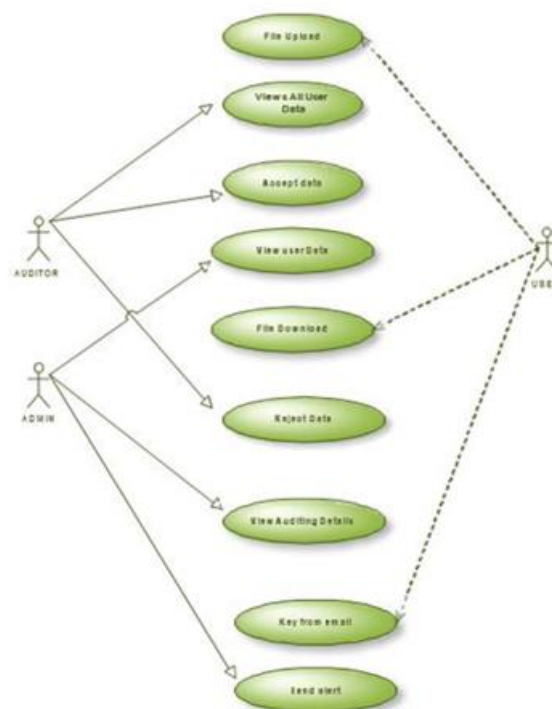 File Upload
Views All User
Data
Accept data
AUDITOR
View user Data
USE
File Download
ADMIN
Reject Data
View Auditing Details
Key from email
Send alert